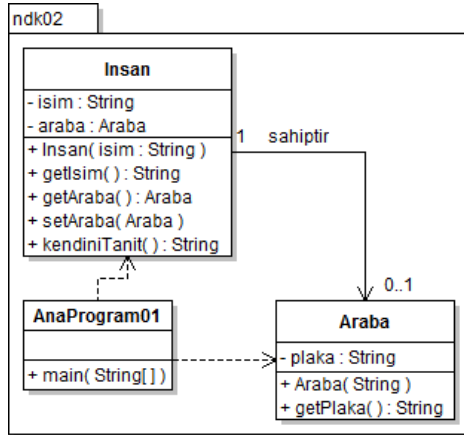 ndk02
Insan
- isim : String
- araba : Araba
+ Insan( isim : String )
+ getIsim( ) : String
+ getAraba( ) : Araba
+ setAraba( Araba )
+ kendiniTanit( ) : String
1 sahiptir
0..1
AnaProgram01
+ main( String[ ] )
Araba
- plaka : String
+ Araba( String )
+ getPlaka( ) : String